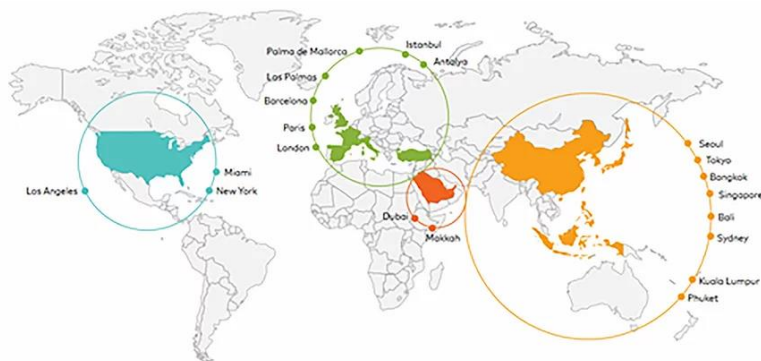 Palma de Mallorca
Istanbul
Antalya
Las Palmas
Barcelona
Paris
London
Miami
New York
Los Angeles
Dubai
Makkah
Seoul
Tokyo
Bangkok
Singapore
Bali
Sydney
Kuala Lumpur
Phuket